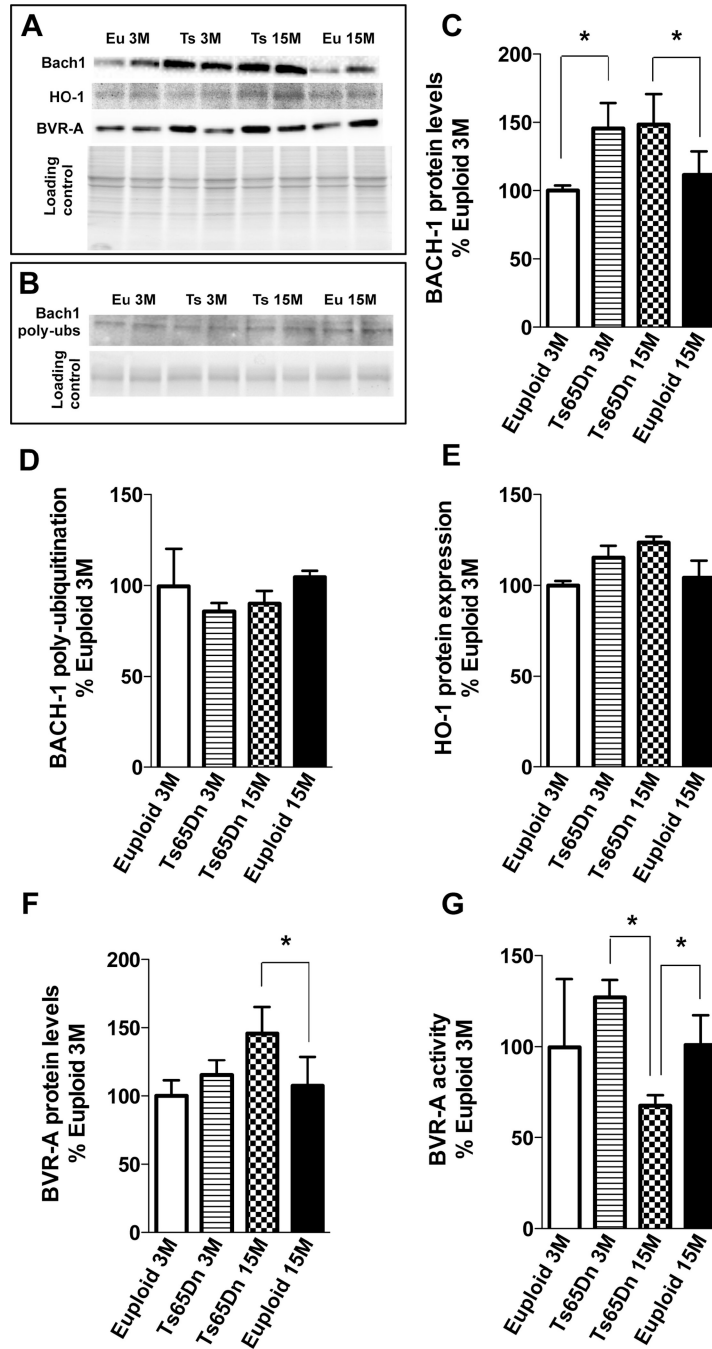 A
Eu 3M Ts 3M Ts 15M Eu 15M
Bach1
HO-1
BVR-A
Loading
control
B
Eu 3M Ts 3M Ts 15M Eu 15M
Bach1
poly-ubs
Loading
control
C
BACH-1 protein levels
% Euploid 3M
200
150
100
50
0
* *
Euploid 3M
Ts65Dn 3M
Ts65Dn 15M
Euploid 15M
D
BACH-1 poly-ubiquitination
% Euploid 3M
150
100
50
0
Euploid 3M
Ts65Dn 3M
Ts65Dn 15M
Euploid 15M
E
HO-1 protein expression
% Euploid 3M
150
100
50
0
Euploid 3M
Ts65Dn 3M
Ts65Dn 15M
Euploid 15M
F
BVR-A protein levels
% Euploid 3M
200
150
100
50
0
*
Euploid 3M
Ts65Dn 3M
Ts65Dn 15M
Euploid 15M
G
BVR-A activity
% Euploid 3M
150
100
50
0
* *
Euploid 3M
Ts65Dn 3M
Ts65Dn 15M
Euploid 15M